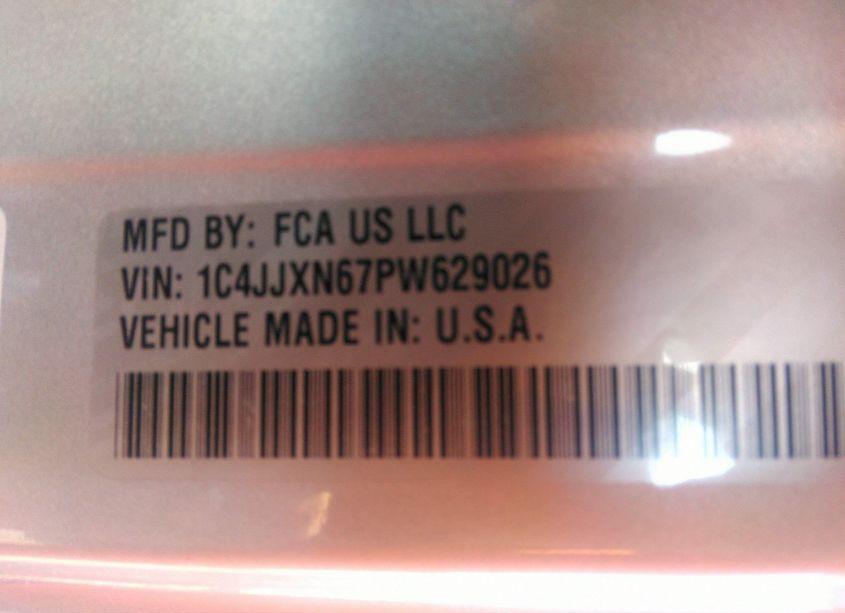 MFD BY: FCA US LLC
VIN: 1C4JJXN67PW629026
VEHICLE MADE IN: U.S.A.